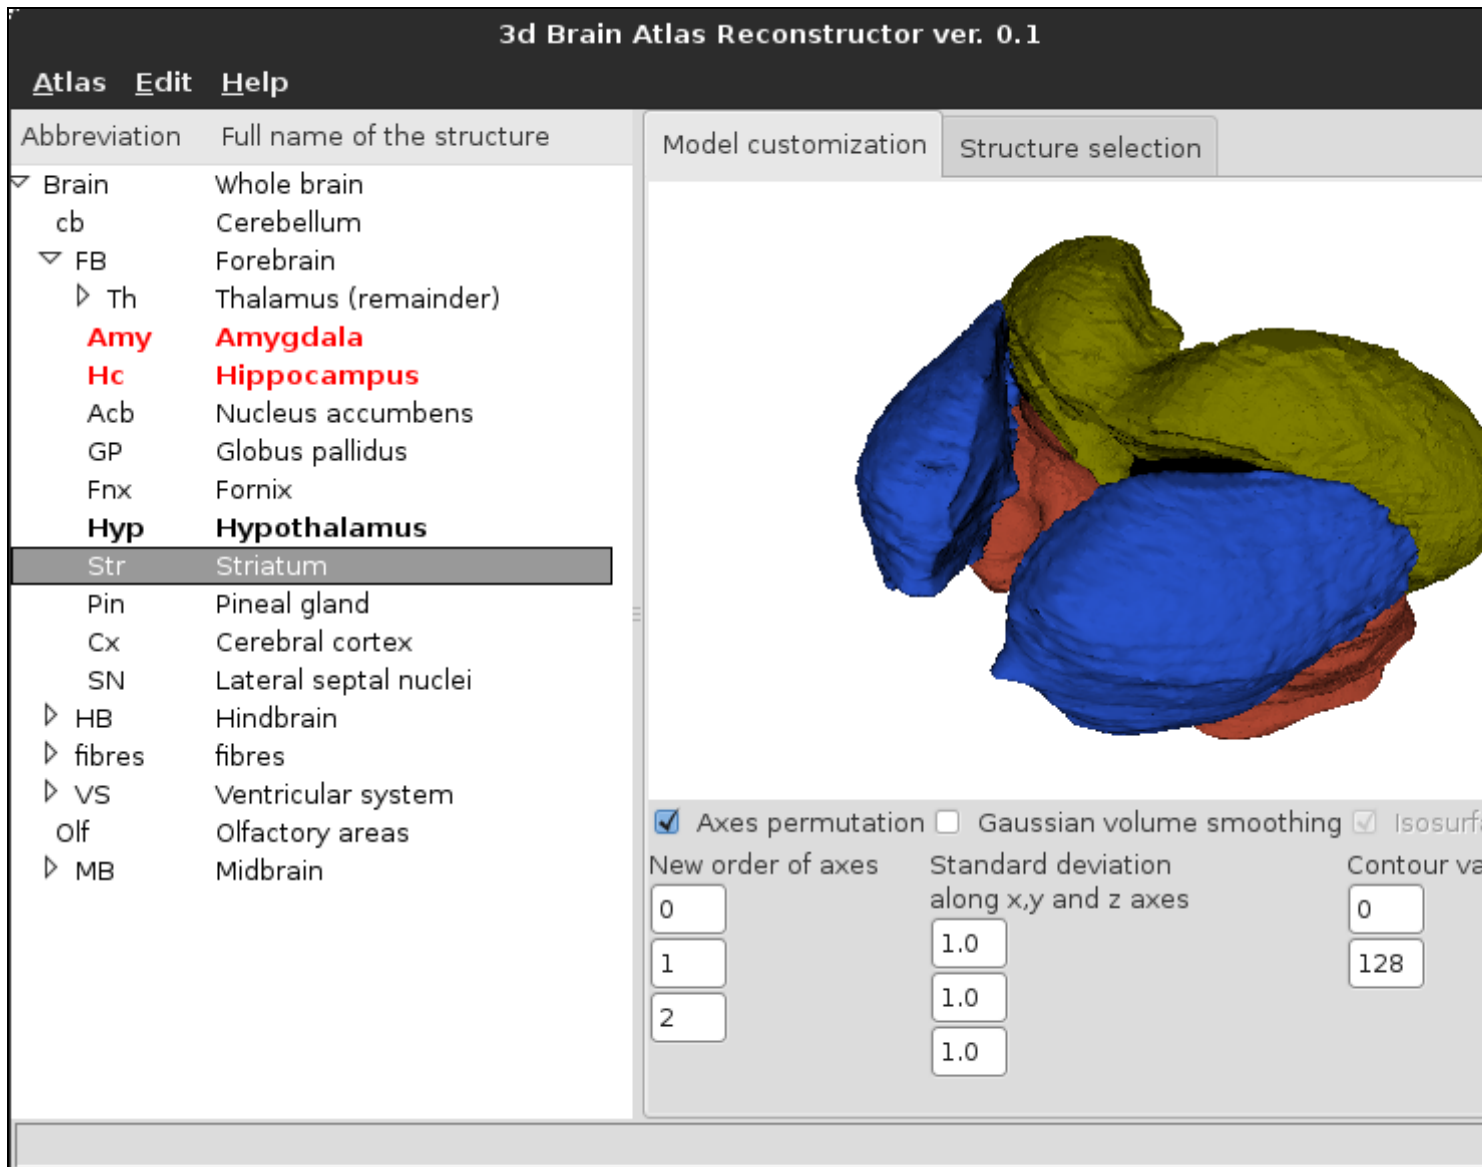 3d Brain Atlas Reconstructor ver. 0.1
Atlas Edit Help
Abbreviation Full name of the structure
Model customization Structure selection
Brain Whole brain
cb Cerebellum
FB Forebrain
Th Thalamus (remainder)
Amy Amygdala
Hc Hippocampus
Acb Nucleus accumbens
GP Globus pallidus
Fnx Fornix
Hyp Hypothalamus
Str Striatum
Pin Pineal gland
Cx Cerebral cortex
SN Lateral septal nuclei
HB Hindbrain
fibres fibres
VS Ventricular system
Olf Olfactory areas
MB Midbrain
Axes permutation Gaussian volume smoothing
New order of axes
0
1
2
Standard deviation
along x,y and z axes
1.0
1.0
1.0
Contour
0
128